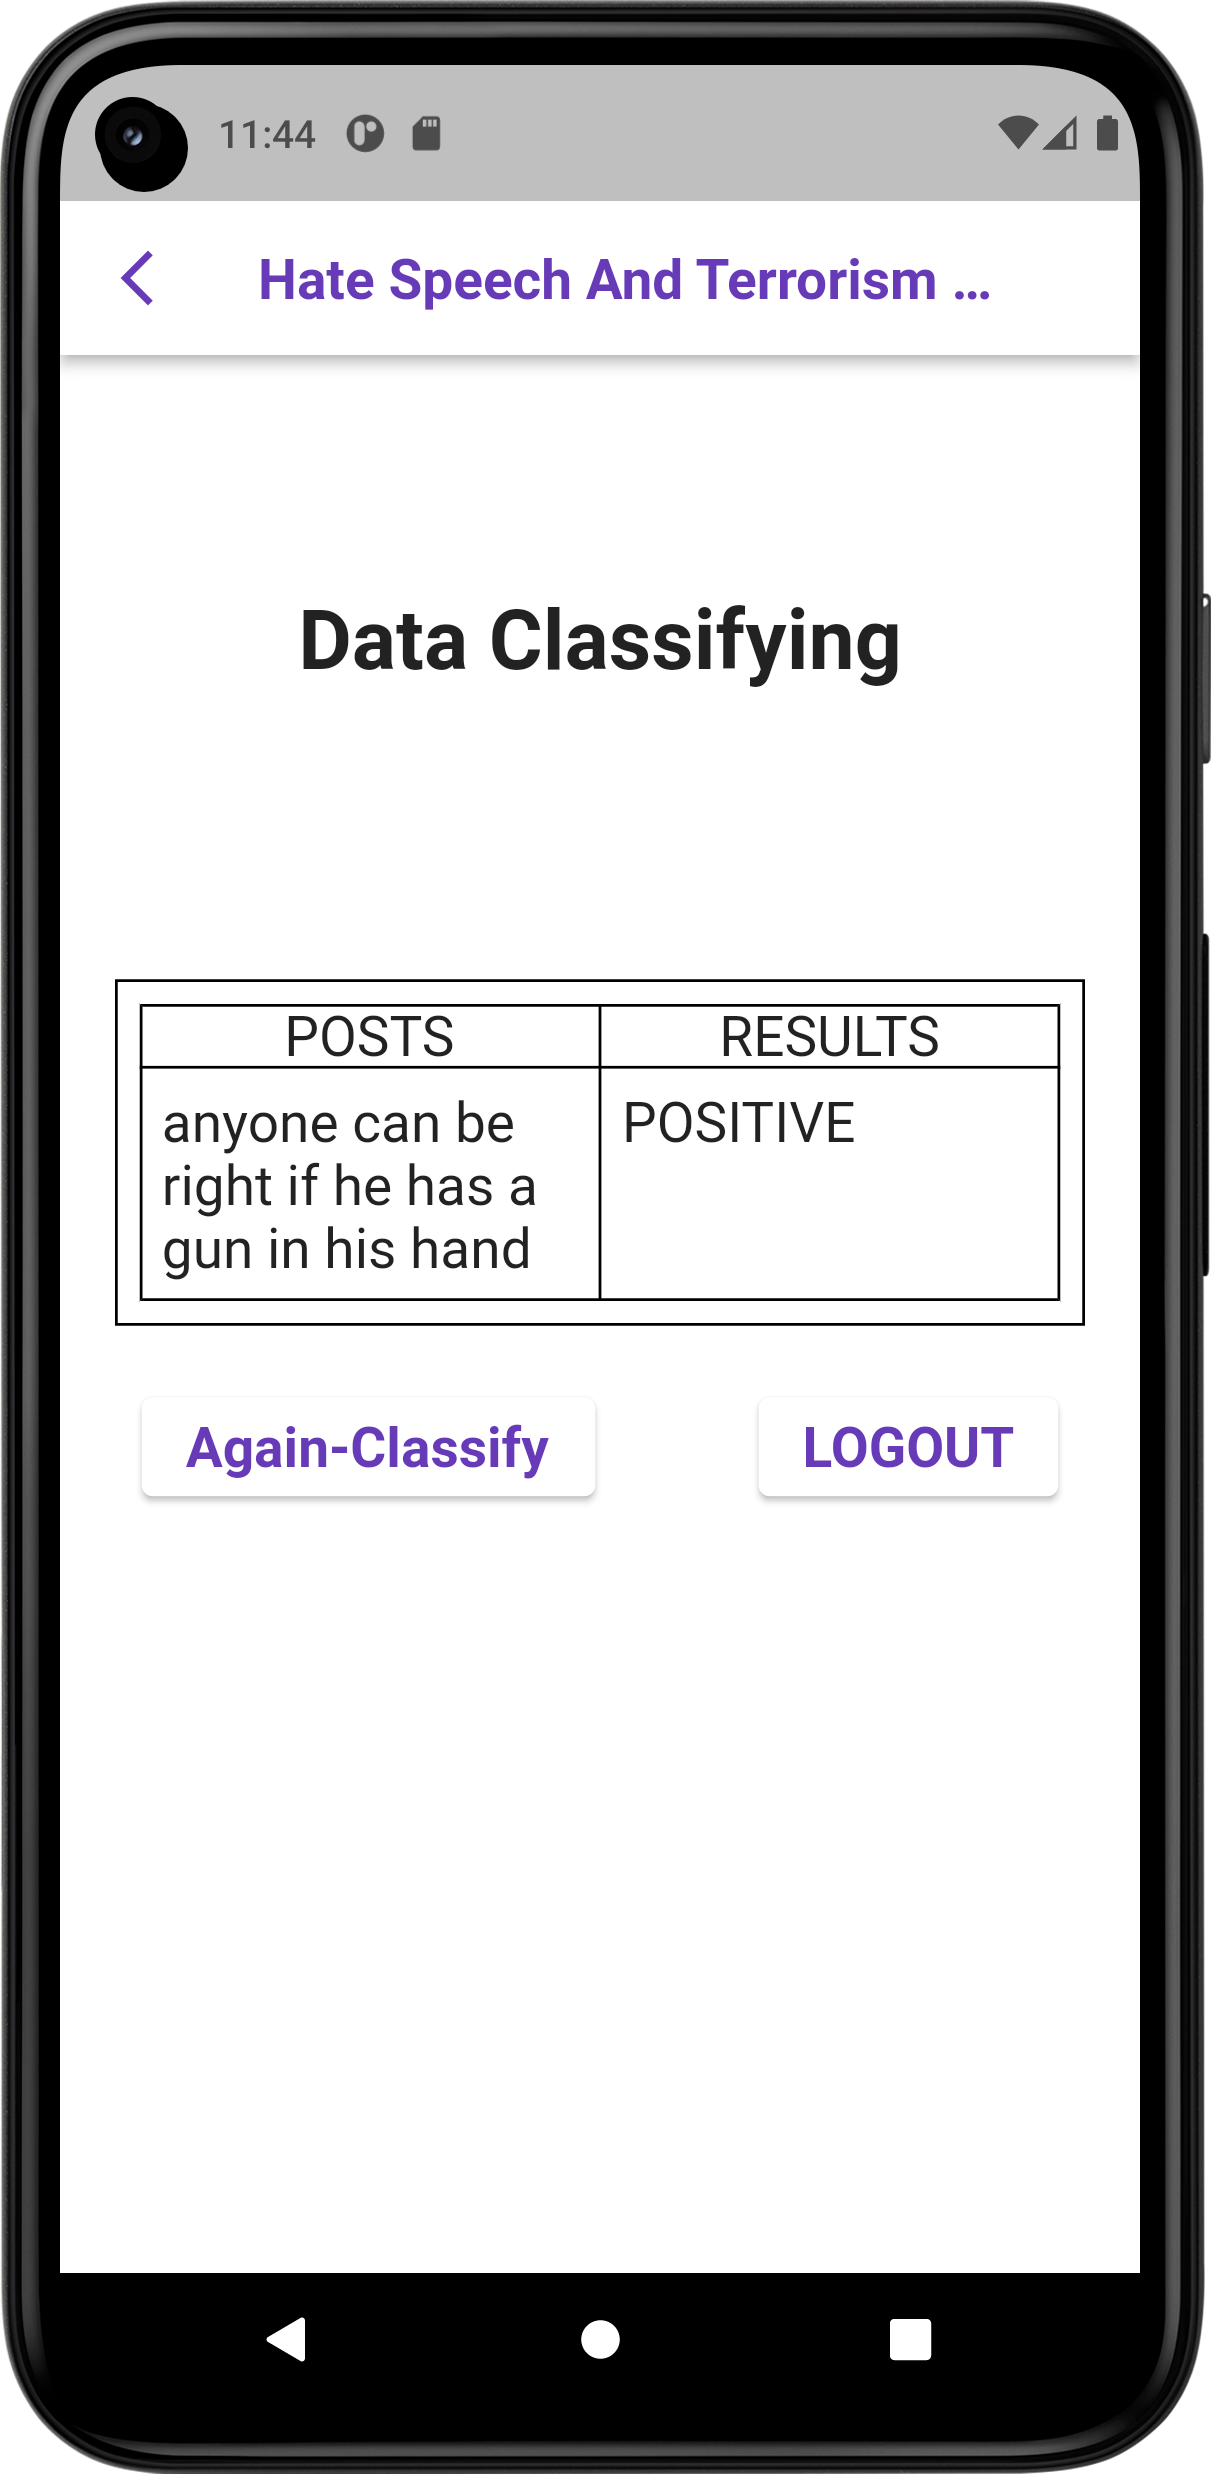 11:44
Hate Speech And Terrorism ...
Data Classifying
POSTS
RESULTS
anyone can be
right if he has a
gun in his hand
POSITIVE
Again-Classify
LOGOUT